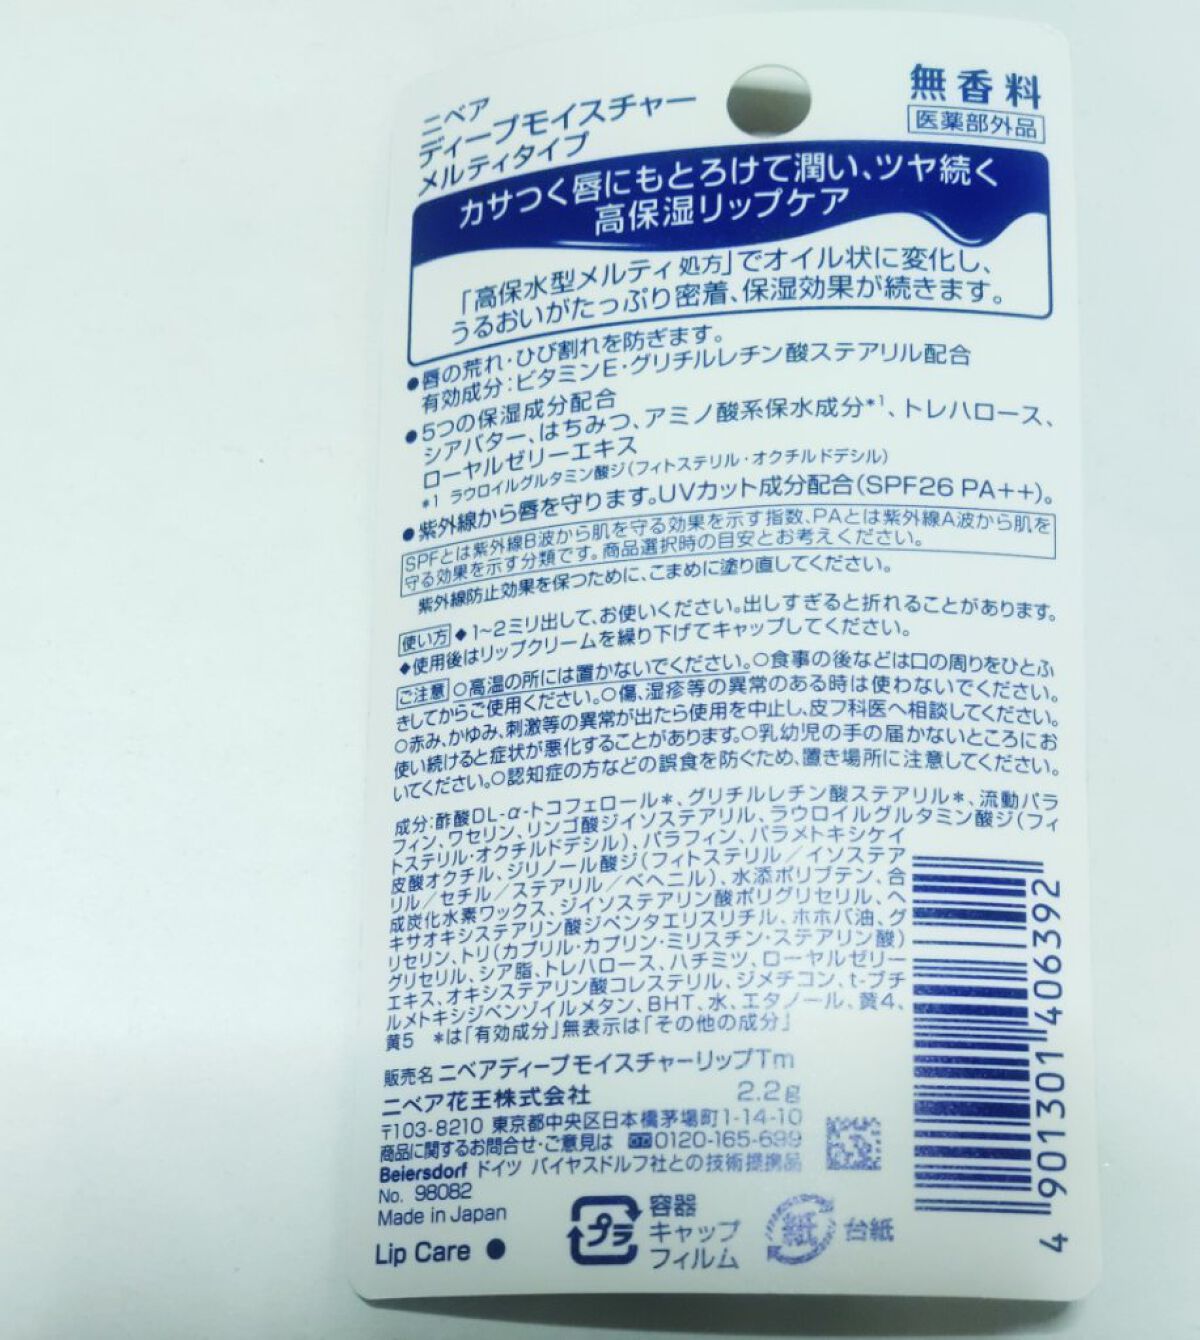 ニベア
ディープモイスチャー
メルティタイプ
無香料
医薬部外品
カサつく唇にもとろけて潤い、ツヤ続く
高保湿リップケア
「高保水型メルティ処方」でオイル状に変化し、
うるおいがたっぷり密着、保湿効果が続きます。
●唇の荒れ・ひび割れを防ぎます。
有効成分：ビタミンE・グリチルレチン酸ステアリル配合
●5つの保湿成分配合
シアバター、はちみつ、アミノ酸系保水成分*1、トレハロース、
ローヤルゼリーエキス
*1 ラウロイルグルタミン酸ジ(フィトステリル・オクチルドデシル)
●紫外線から唇を守ります。UVカット成分配合(SPF26 PA++)。
SPFとは紫外線B波から肌を守る効果を示す指数、PAとは紫外線A波から肌を
守る効果を示す分類です。商品選択時の目安とお考えください。
紫外線防止効果を保つために、こまめに塗り直してください。
使い方 ◆1~2ミリ出して、お使いください。出しすぎると折れることがあります。
◆使用後はリップクリームを繰り下げてキャップしてください。
ご注意 ○高温の所には置かないでください。○食事の後などは口の周りをひとふ
きしてからご使用ください。○傷、湿疹等の異常のある時は使わないでください。
○赤み、かゆみ、刺激等の異常が出たら使用を中止し、皮フ科医へ相談してください。
使い続けると症状が悪化することがあります。○乳幼児の手の届かないところにお
いてください。○認知症の方などの誤食を防ぐため、置き場所に注意してください。
成分：酢酸DL-α-トコフェロール*、グリチルレチン酸ステアリル*、流動パラ
フィン、ワセリン、リンゴ酸ジイソステアリル、ラウロイルグルタミン酸ジ(フィ
トステリル・オクチルドデシル)、パラフィン、パラメトキシケイ
皮酸オクチル、ジリノール酸ジ(フィトステリル/イソステア
リル/セチル/ステアリル/ベヘニル)、水添ポリブテン、合
成炭化水素ワックス、ジイソステアリン酸ポリグリセリル、ヘ
キサオキシステアリン酸ジペンタエリスリチル、ホホバ油、グ
リセリン、トリ(カプリル・カプリン・ミリスチン・ステアリン酸)
グリセリル、シア脂、トレハロース、ハチミツ、ローヤルゼリー
エキス、オキシステアリン酸コレステリル、ジメチコン、t-ブチ
ルメトキシジベンゾイルメタン、BHT、水、エタノール、黄4、
黄5 *は「有効成分」無表示は「その他の成分」
販売名 ニベアディープモイスチャーリップTm
ニベア花王株式会社 2.2g
〒103-8210 東京都中央区日本橋茅場町1-14-10
商品に関するお問合せ・ご意見は 0120-165-699
Beiersdorf ドイツ バイヤスドルフ社との技術提携品
No. 98082
Made in Japan
Lip Care ●
プラ
容器
キャップ
フィルム
紙 台紙
4 901301 406392